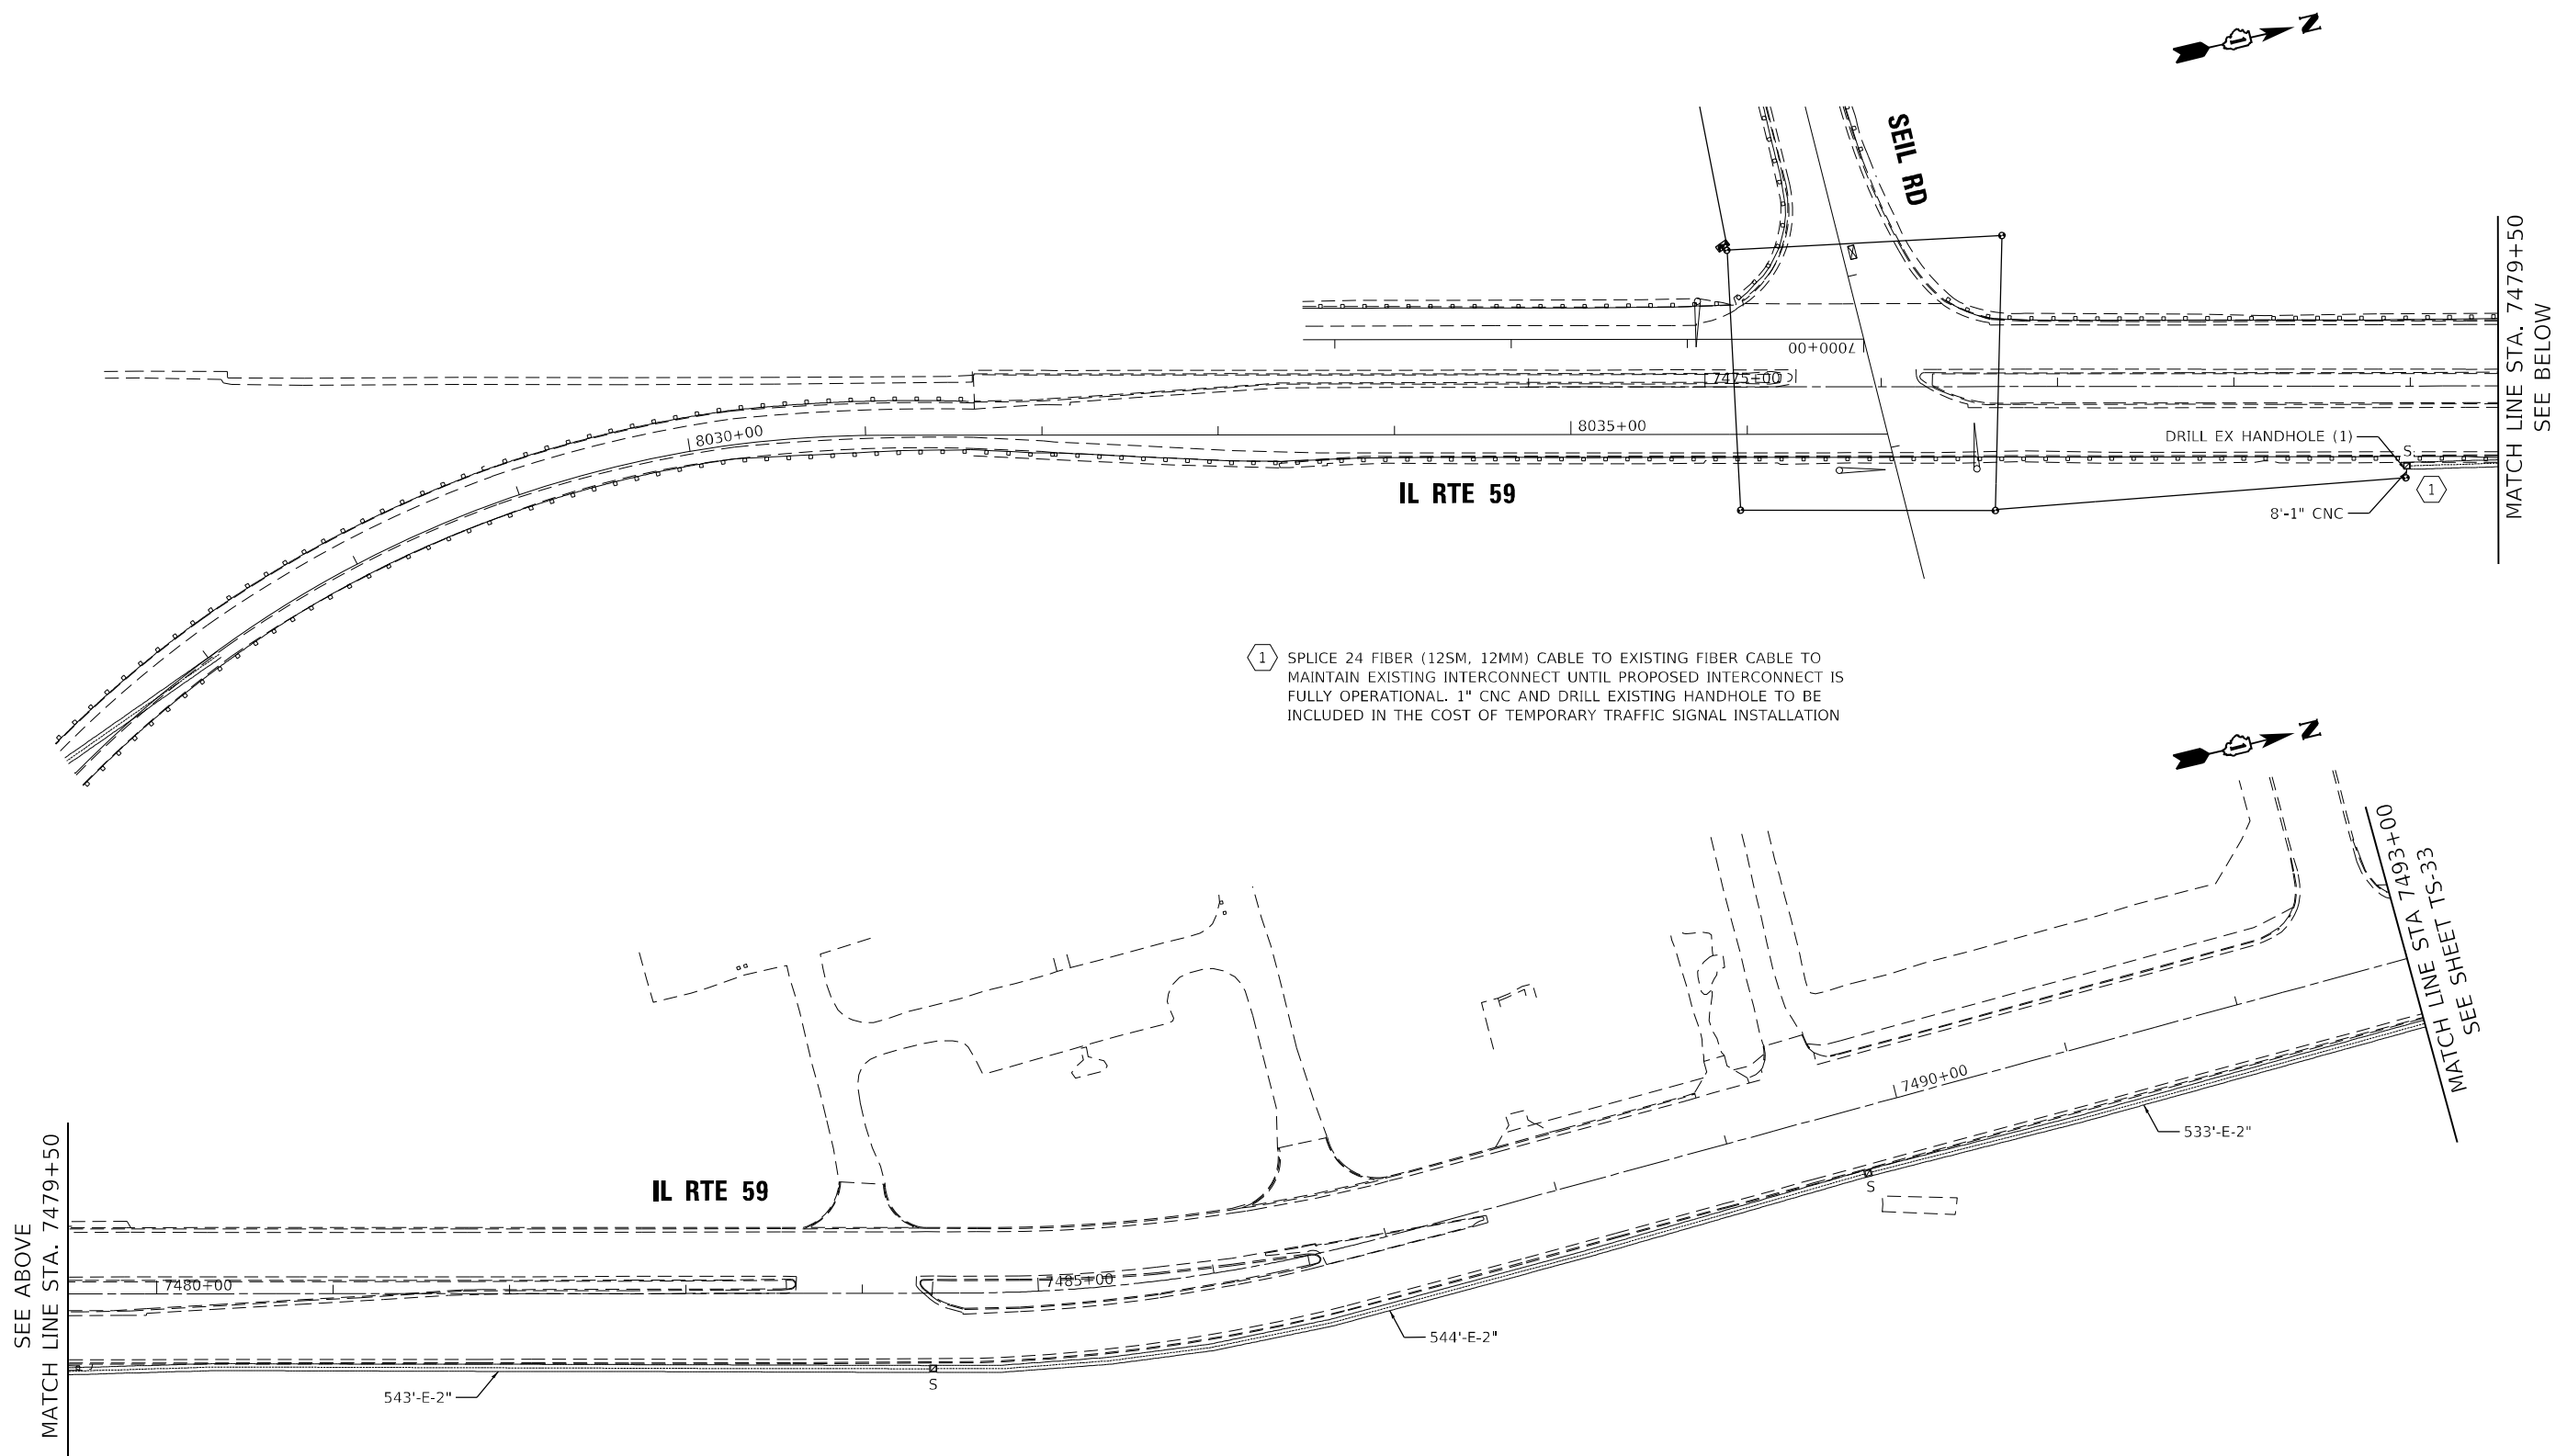 N
SEIL RD
7000+00
7475+00
8030+00
8035+00
IL RTE 59
DRILL EX HANDHOLE (1)
S
1
8'-1" CNC
MATCH LINE STA. 7479+50
SEE BELOW
1 SPLICE 24 FIBER (12SM, 12MM) CABLE TO EXISTING FIBER CABLE TO
MAINTAIN EXISTING INTERCONNECT UNTIL PROPOSED INTERCONNECT IS
FULLY OPERATIONAL. 1" CNC AND DRILL EXISTING HANDHOLE TO BE
INCLUDED IN THE COST OF TEMPORARY TRAFFIC SIGNAL INSTALLATION
N
SEE ABOVE
MATCH LINE STA. 7479+50
IL RTE 59
7480+00
7485+00
7490+00
543'-E-2"
S
544'-E-2"
S
533'-E-2"
MATCH LINE STA 7493+00
SEE SHEET TS-33